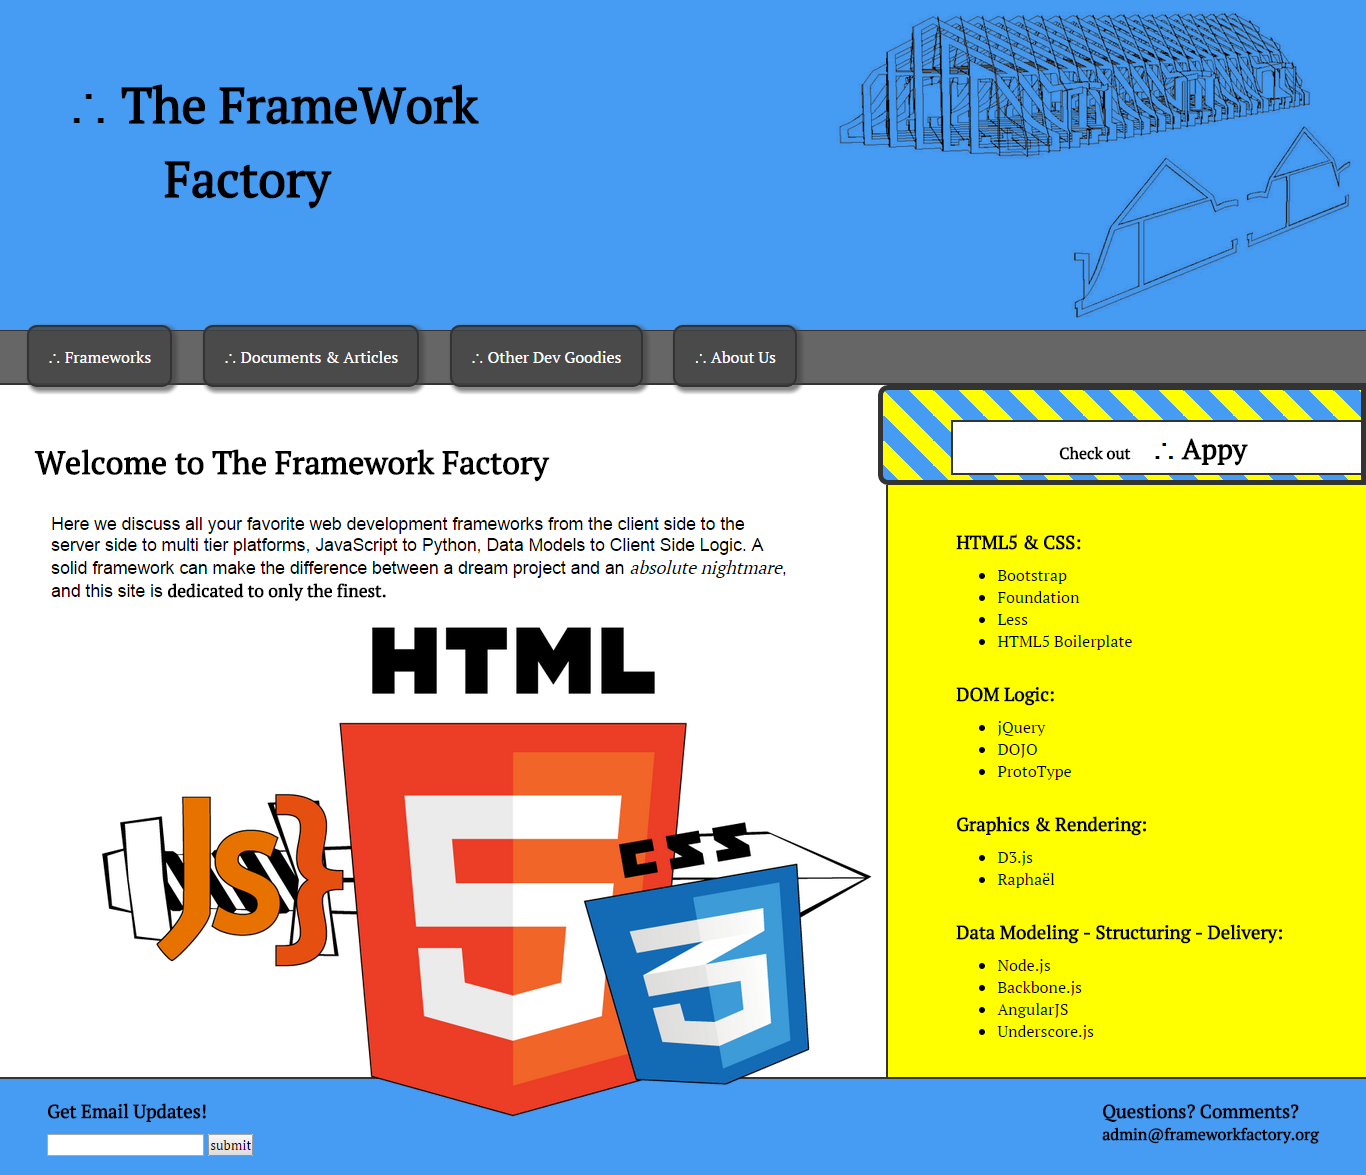 ∴ The FrameWork
Factory
∴ Frameworks
∴ Documents & Articles
∴ Other Dev Goodies
∴ About Us
Check out ∴ Appy
Welcome to The Framework Factory
Here we discuss all your favorite web development frameworks from the client side to the
server side to multi tier platforms, JavaScript to Python, Data Models to Client Side Logic. A
solid framework can make the difference between a dream project and an absolute nightmare,
and this site is dedicated to only the finest.
HTML
5
JS}
CSS
3
HTML5 & CSS:
• Bootstrap
• Foundation
• Less
• HTML5 Boilerplate
DOM Logic:
• jQuery
• DOJO
• ProtoType
Graphics & Rendering:
• D3.js
• Raphaël
Data Modeling - Structuring - Delivery:
• Node.js
• Backbone.js
• AngularJS
• Underscore.js
Get Email Updates!
submit
Questions? Comments?
admin@frameworkfactory.org